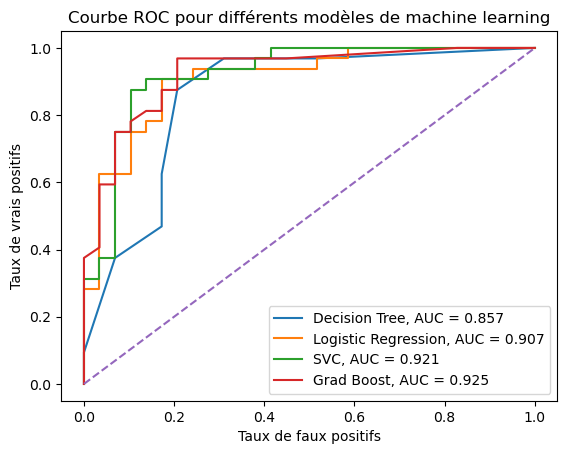 Courbe ROC pour différents modèles de machine learning
Taux de vrais positifs
1.0
0.8
0.6
0.4
0.2
0.0
Decision Tree, AUC = 0.857
Logistic Regression, AUC = 0.907
SVC, AUC = 0.921
Grad Boost, AUC = 0.925
0.0 0.2 0.4 0.6 0.8 1.0
Taux de faux positifs